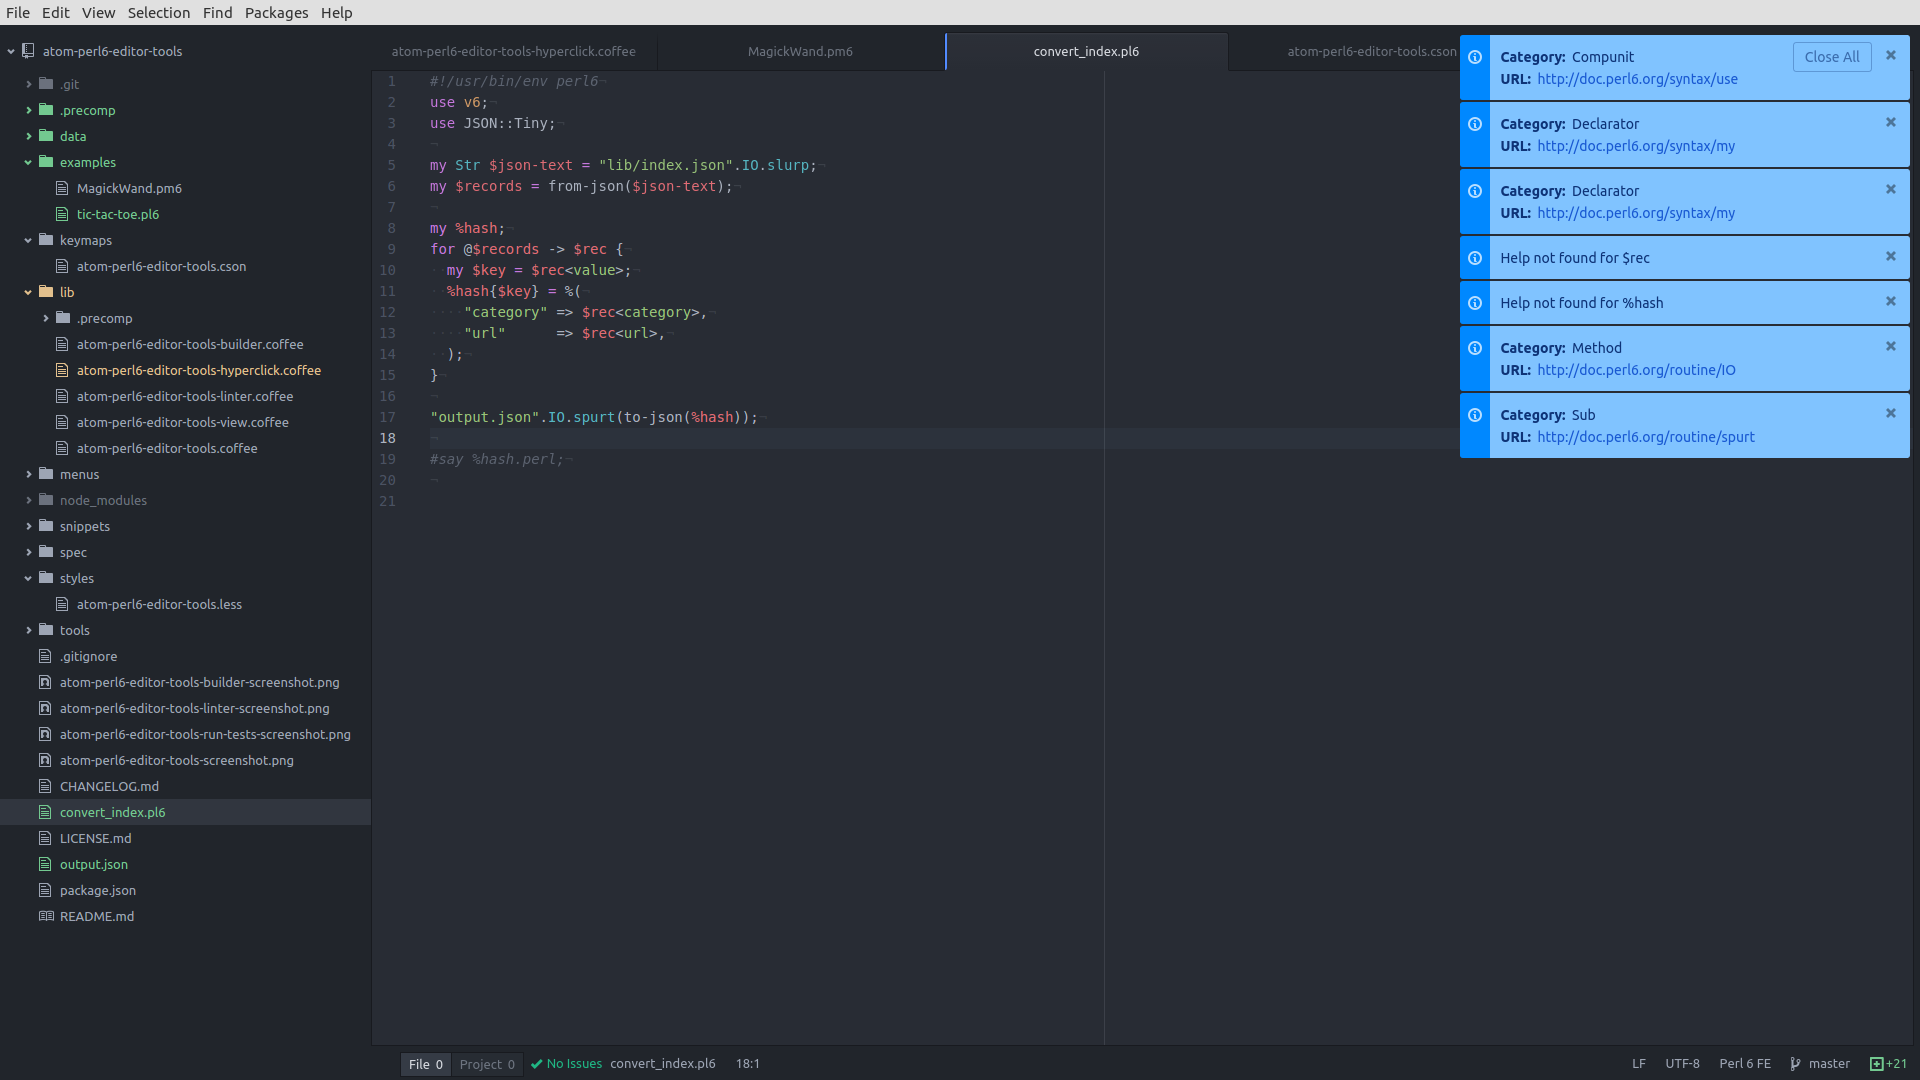 File Edit View Selection Find Packages Help
atom-perl6-editor-tools
.git
.precomp
data
examples
MagickWand.pm6
tic-tac-toe.pl6
keymaps
atom-perl6-editor-tools.cson
lib
.precomp
atom-perl6-editor-tools-builder.coffee
atom-perl6-editor-tools-hyperclick.coffee
atom-perl6-editor-tools-linter.coffee
atom-perl6-editor-tools-view.coffee
atom-perl6-editor-tools.coffee
menus
node_modules
snippets
spec
styles
atom-perl6-editor-tools.less
tools
.gitignore
atom-perl6-editor-tools-builder-screenshot.png
atom-perl6-editor-tools-linter-screenshot.png
atom-perl6-editor-tools-run-tests-screenshot.png
atom-perl6-editor-tools-screenshot.png
CHANGELOG.md
convert_index.pl6
LICENSE.md
output.json
package.json
README.md
atom-perl6-editor-tools-hyperclick.coffee MagickWand.pm6 convert_index.pl6 atom-perl6-editor-tools.cson
1 #!/usr/bin/env perl6¬
2 use v6;¬
3 use JSON::Tiny;¬
4 ¬
5 my Str $json-text = "lib/index.json".IO.slurp;¬
6 my $records = from-json($json-text);¬
7 ¬
8 my %hash;¬
9 for @$records -> $rec {¬
10 ··my $key = $rec<value>;¬
11 ··%hash{$key} = %(¬
12 ····"category" => $rec<category>,¬
13 ····"url"      => $rec<url>,¬
14 ··);¬
15 }¬
16 ¬
17 "output.json".IO.spurt(to-json(%hash));¬
18 ¬
19 #say %hash.perl;¬
20 ¬
21
Category: Compunit Close All
URL: http://doc.perl6.org/syntax/use
Category: Declarator
URL: http://doc.perl6.org/syntax/my
Category: Declarator
URL: http://doc.perl6.org/syntax/my
Help not found for $rec
Help not found for %hash
Category: Method
URL: http://doc.perl6.org/routine/IO
Category: Sub
URL: http://doc.perl6.org/routine/spurt
File 0 Project 0 No Issues convert_index.pl6 18:1 LF UTF-8 Perl 6 FE master +21